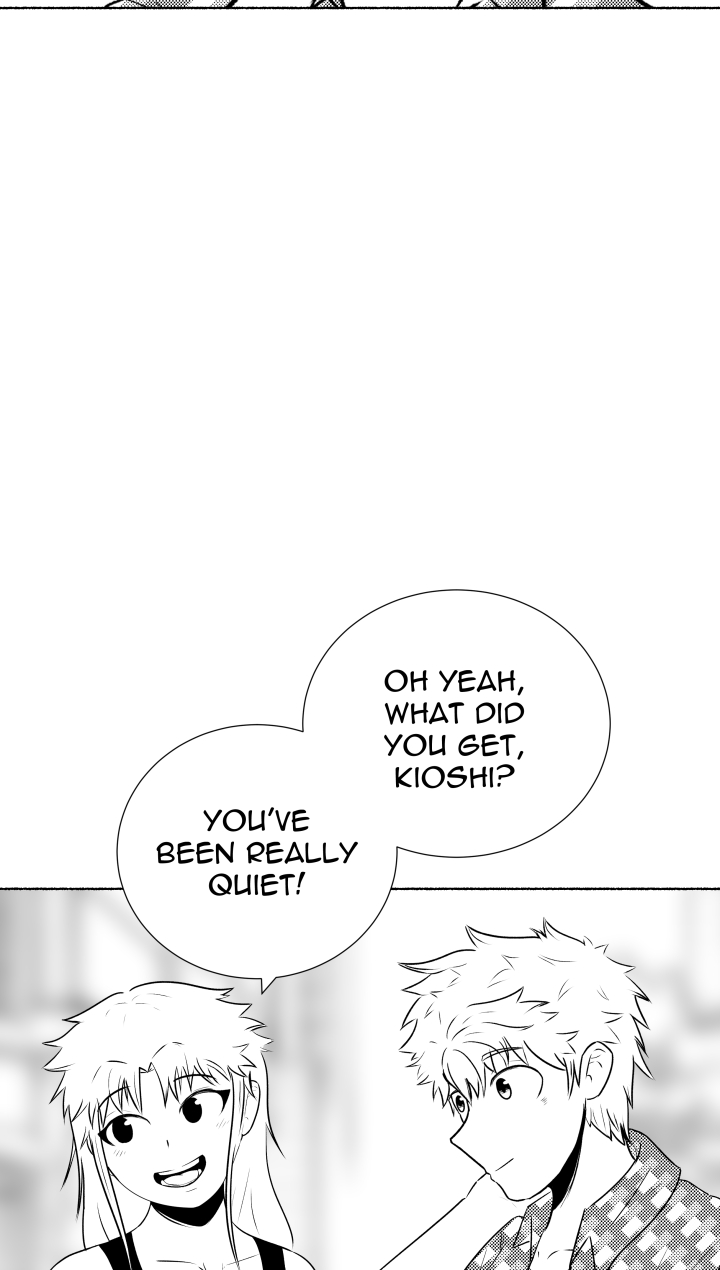 OH YEAH,
WHAT DID
YOU GET,
KIOSHI?
YOU'VE
BEEN REALLY
QUIET!